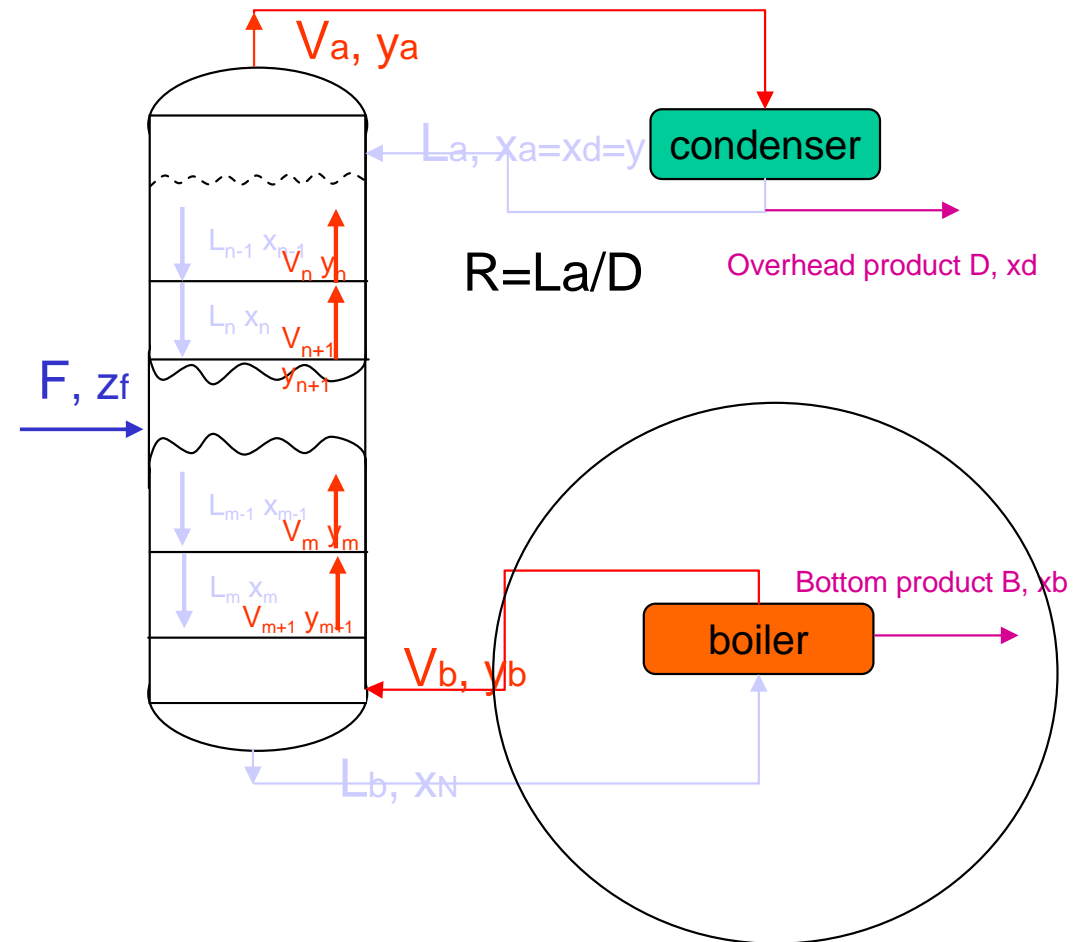 Va, ya
condenser
La, xa=xd=y
Ln-1 xn-1
Vn yn
R=La/D
Overhead product D, xd
Ln xn
Vn+1
yn+1
F, zf
Lm-1 xm-1
Vm ym
Lm xm
Vm+1 ym+1
Bottom product B, xb
boiler
Vb, yb
Lb, xN